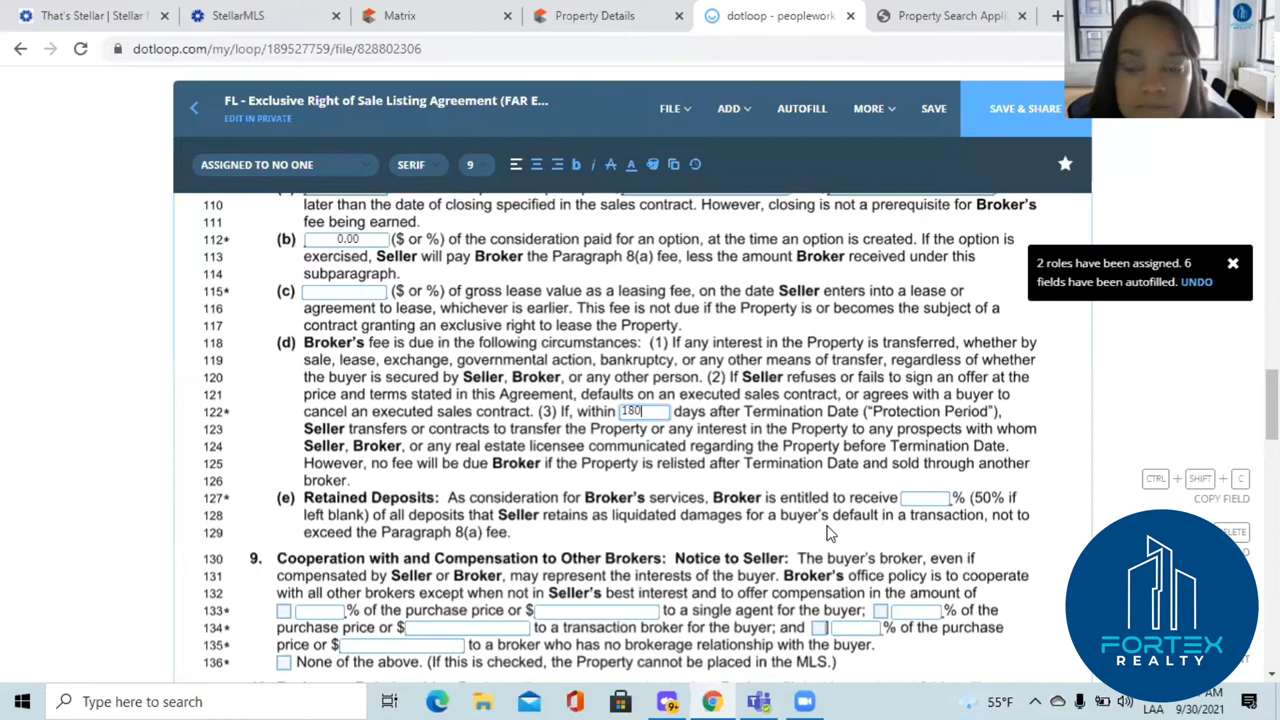 That's Stellar | Stellar
StellarMLS
Matrix
Property Details
dotloop - peoplework
Property Search Appli
dotloop.com/my/loop/189527759/file/828802306
FL - Exclusive Right of Sale Listing Agreement (FAR E...
EDIT IN PRIVATE
FILE
ADD
AUTOFILL
MORE
SAVE
SAVE & SHARE
ASSIGNED TO NO ONE
SERIF
9
110 later than the date of closing specified in the sales contract. However, closing is not a prerequisite for Broker's
111 fee being earned.
112* (b) 0.00 ($ or %) of the consideration paid for an option, at the time an option is created. If the option is
113 exercised, Seller will pay Broker the Paragraph 8(a) fee, less the amount Broker received under this
114 subparagraph.
115* (c) ($ or %) of gross lease value as a leasing fee, on the date Seller enters into a lease or
116 agreement to lease, whichever is earlier. This fee is not due if the Property is or becomes the subject of a
117 contract granting an exclusive right to lease the Property.
118 (d) Broker's fee is due in the following circumstances: (1) If any interest in the Property is transferred, whether by
119 sale, lease, exchange, governmental action, bankruptcy, or any other means of transfer, regardless of whether
120 the buyer is secured by Seller, Broker, or any other person. (2) If Seller refuses or fails to sign an offer at the
121 price and terms stated in this Agreement, defaults on an executed sales contract, or agrees with a buyer to
122* cancel an executed sales contract. (3) If, within 180 days after Termination Date ("Protection Period"),
123 Seller transfers or contracts to transfer the Property or any interest in the Property to any prospects with whom
124 Seller, Broker, or any real estate licensee communicated regarding the Property before Termination Date.
125 However, no fee will be due Broker if the Property is relisted after Termination Date and sold through another
126 broker.
127* (e) Retained Deposits: As consideration for Broker's services, Broker is entitled to receive % (50% if
128 left blank) of all deposits that Seller retains as liquidated damages for a buyer's default in a transaction, not to
129 exceed the Paragraph 8(a) fee.
130 9. Cooperation with and Compensation to Other Brokers: Notice to Seller: The buyer's broker, even if
131 compensated by Seller or Broker, may represent the interests of the buyer. Broker's office policy is to cooperate
132 with all other brokers except when not in Seller's best interest and to offer compensation in the amount of
133* % of the purchase price or $ to a single agent for the buyer; % of the
134* purchase price or $ to a transaction broker for the buyer; and % of the purchase
135* price or $ to a broker who has no brokerage relationship with the buyer.
136* None of the above. (If this is checked, the Property cannot be placed in the MLS.)
2 roles have been assigned. 6
fields have been autofilled. UNDO
CTRL + SHIFT + C
COPY FIELD
FORTEX
REALTY
Type here to search
9+
55°F
LAA
AM
9/30/2021